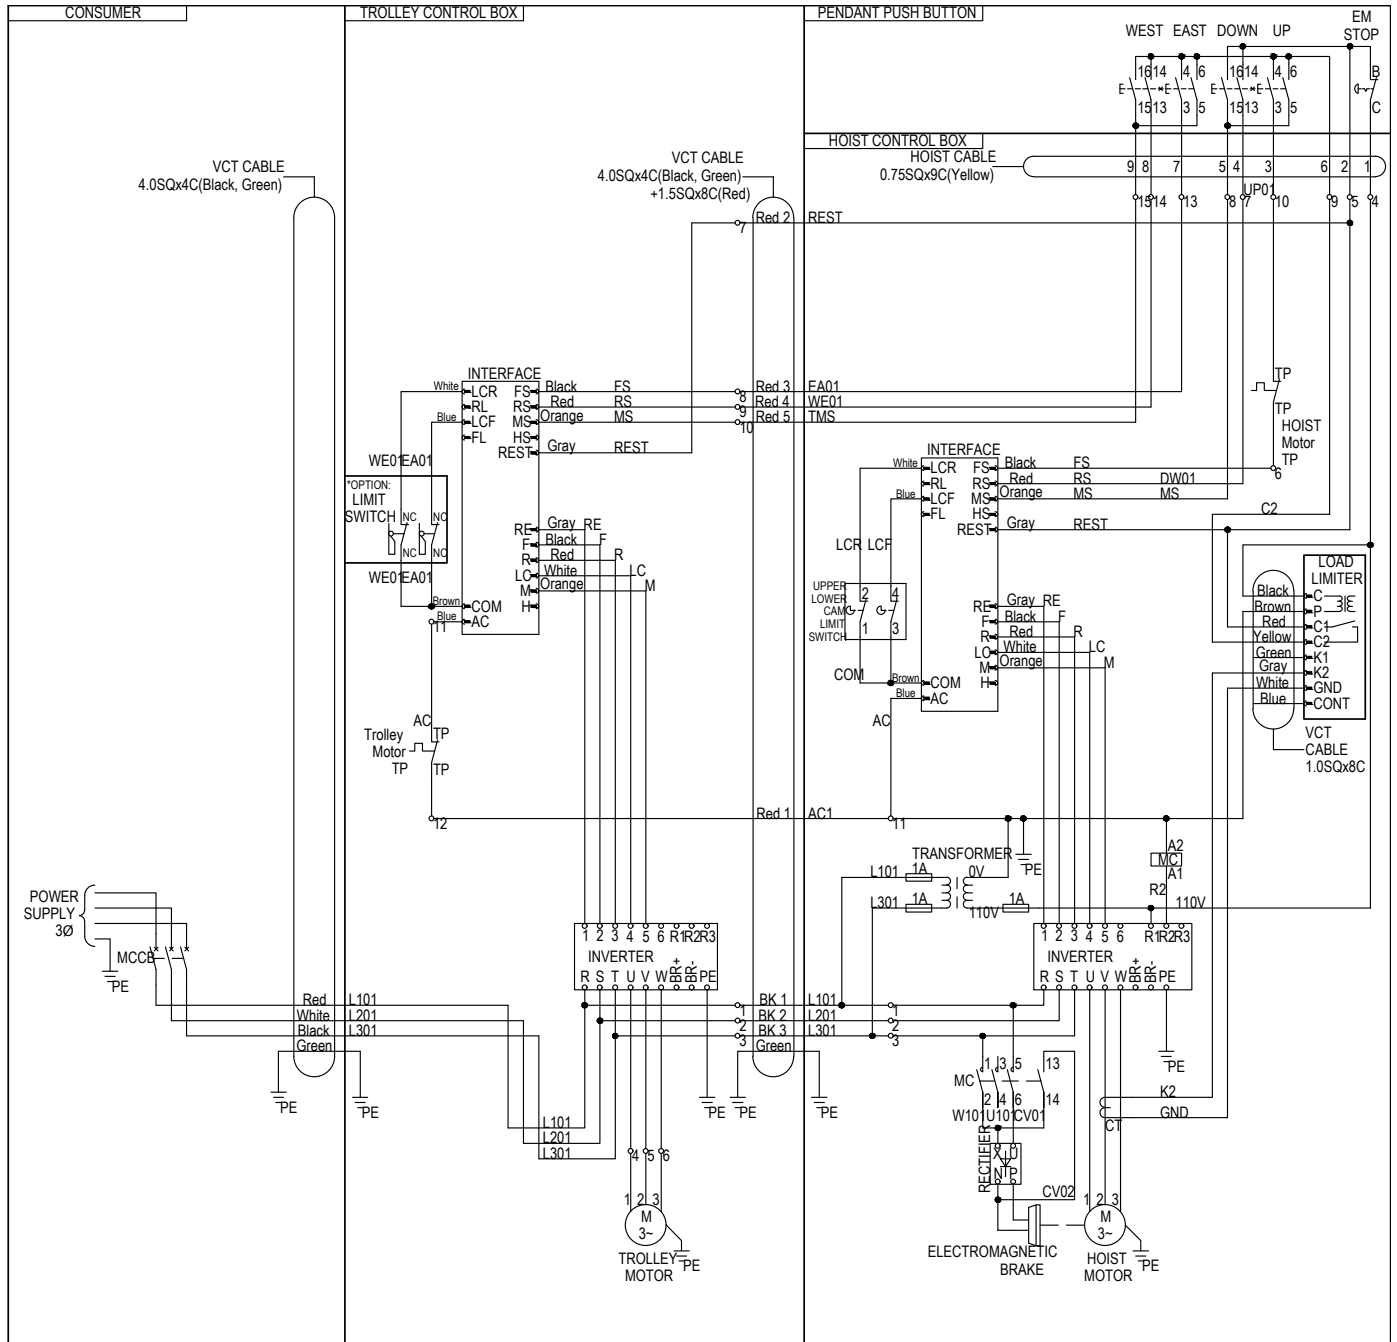 CONSUMER
TROLLEY CONTROL BOX
PENDANT PUSH BUTTON
WEST EAST DOWN UP
EM
STOP
16 14 4 6 16 14 4 6 B
E E E E
15 13 3 5 15 13 3 5 C
HOIST CONTROL BOX
HOIST CABLE
0.75SQx9C(Yellow)
9 8 7 5 4 3 6 2 1
UP01
15 14 13 8 7 10 9 5 4
VCT CABLE
4.0SQx4C(Black, Green)
VCT CABLE
4.0SQx4C(Black, Green)
+1.5SQx8C(Red)
7 Red 2 REST
INTERFACE
White LCR FS Black FS 8 Red 3 EA01
RL RS Red RS 9 Red 4 WE01
Blue LCF MS Orange MS 10 Red 5 TMS
FL HS
REST Gray REST
WE01 EA01
*OPTION:
LIMIT
SWITCH
NC NC
NC NC
WE01 EA01
RE Gray RE
F Black F
R Red R
LC White LC
M Orange M
Brown COM H
Blue AC
11
AC
Trolley
Motor
TP
TP
TP
12
Red 1 AC1 11
TP
TP
HOIST
Motor
TP
6
INTERFACE
White LCR FS Black FS
RL RS Red RS DW01
Blue LCF MS Orange MS MS
FL HS
REST Gray REST
C2
LCR LCF
UPPER
LOWER
CAM
LIMIT
SWITCH
2 4
1 3
COM
RE Gray RE
F Black F
R Red R
LC White LC
M Orange M
Brown COM H
Blue AC
AC
LOAD
LIMITER
Black C
Brown P
Red C1
Yellow C2
Green K1
Gray K2
White GND
Blue CONT
VCT
CABLE
1.0SQx8C
TRANSFORMER
L101 1A 0V
L301 1A 110V 1A
PE
A2
MC
A1
R2
110V
POWER
SUPPLY
3Ø
MCCB
PE
1 2 3 4 5 6 R1 R2 R3
INVERTER
R S T U V W BR+ BR- PE
1 2 3 4 5 6 R1 R2 R3
INVERTER
R S T U V W BR+ BR- PE
Red L101
White L201
Black L301
Green
PE PE
1 BK 1 L101 1
2 BK 2 L201 2
3 BK 3 L301 3
Green
PE PE PE
PE
L101
L201
L301
4 5 6
1 2 3
M
3~
PE
TROLLEY
MOTOR
MC
1 3 5 13
2 4 6 14
W101 U101 CV01
K2
GND
CT
RECTIFIER
X U
N P
CV02
1 2 3
M
3~
PE
ELECTROMAGNETIC
BRAKE
HOIST
MOTOR